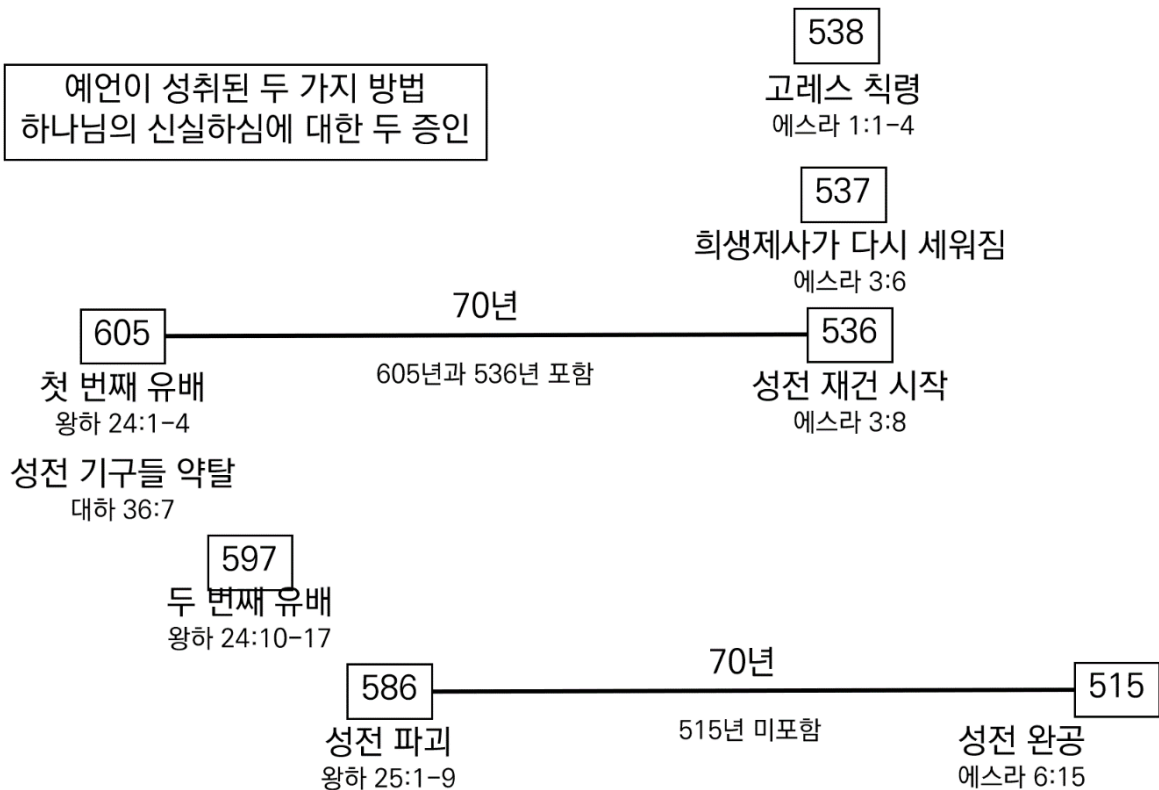 예언이 성취된 두 가지 방법
하나님의 신실하심에 대한 두 증인
538
고레스 칙령
에스라 1:1-4
537
희생제사가 다시 세워짐
에스라 3:6
605
70년
536
605년과 536년 포함
첫 번째 유배
왕하 24:1-4
성전 재건 시작
에스라 3:8
성전 기구들 약탈
대하 36:7
597
두 번째 유배
왕하 24:10-17
586
70년
515
515년 미포함
성전 파괴
왕하 25:1-9
성전 완공
에스라 6:15